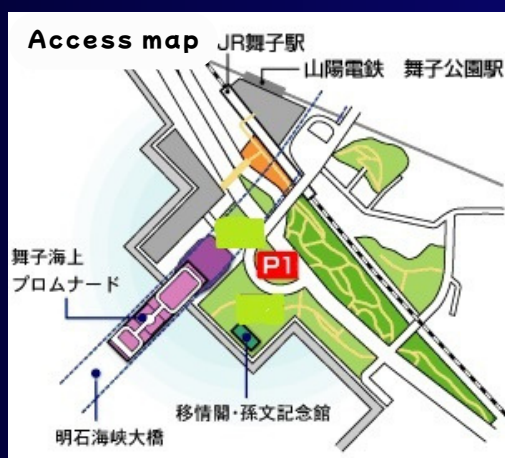 Access map
JR舞子駅
山陽電鉄　舞子公園駅
P1
舞子海上
プロムナード
移情閣・孫文記念館
明石海峡大橋